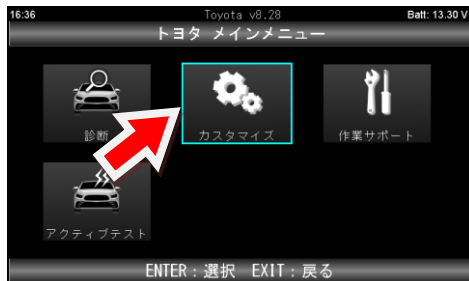 16:36 Toyota v8.28 Batt: 13.30 V
トヨタ メインメニュー
診断 カスタマイズ 作業サポート
アクティブテスト
ENTER：選択 EXIT：戻る